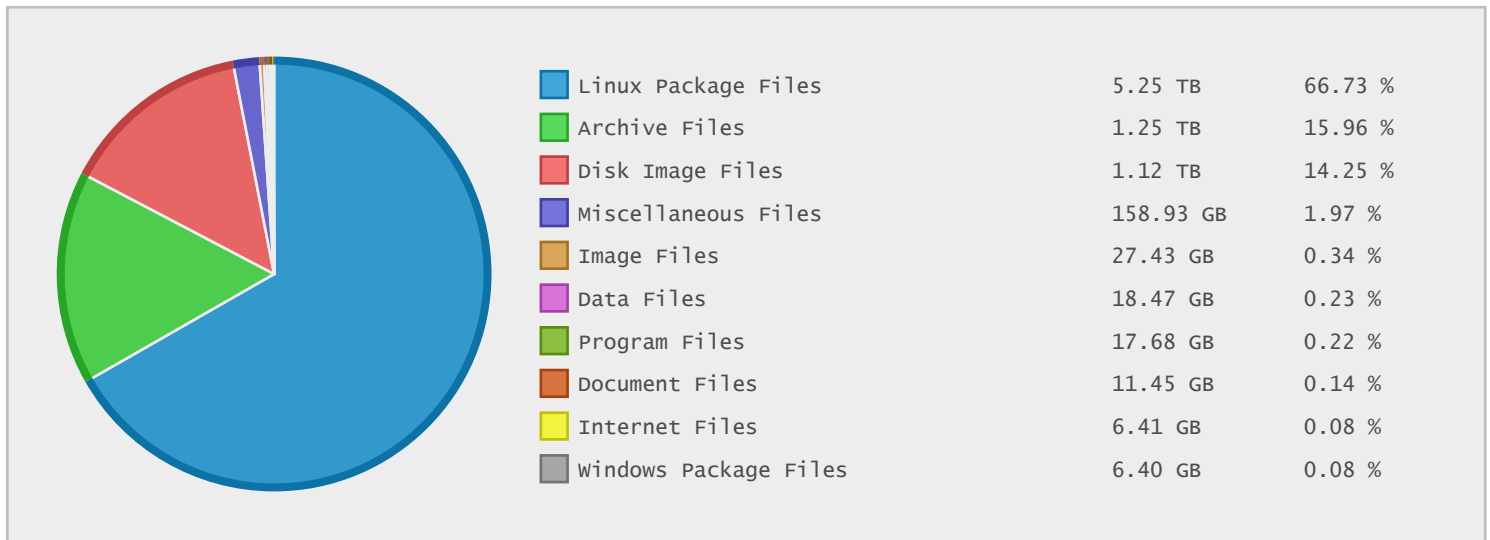 Linux Package Files 5.25 TB 66.73 %
Archive Files 1.25 TB 15.96 %
Disk Image Files 1.12 TB 14.25 %
Miscellaneous Files 158.93 GB 1.97 %
Image Files 27.43 GB 0.34 %
Data Files 18.47 GB 0.23 %
Program Files 17.68 GB 0.22 %
Document Files 11.45 GB 0.14 %
Internet Files 6.41 GB 0.08 %
Windows Package Files 6.40 GB 0.08 %